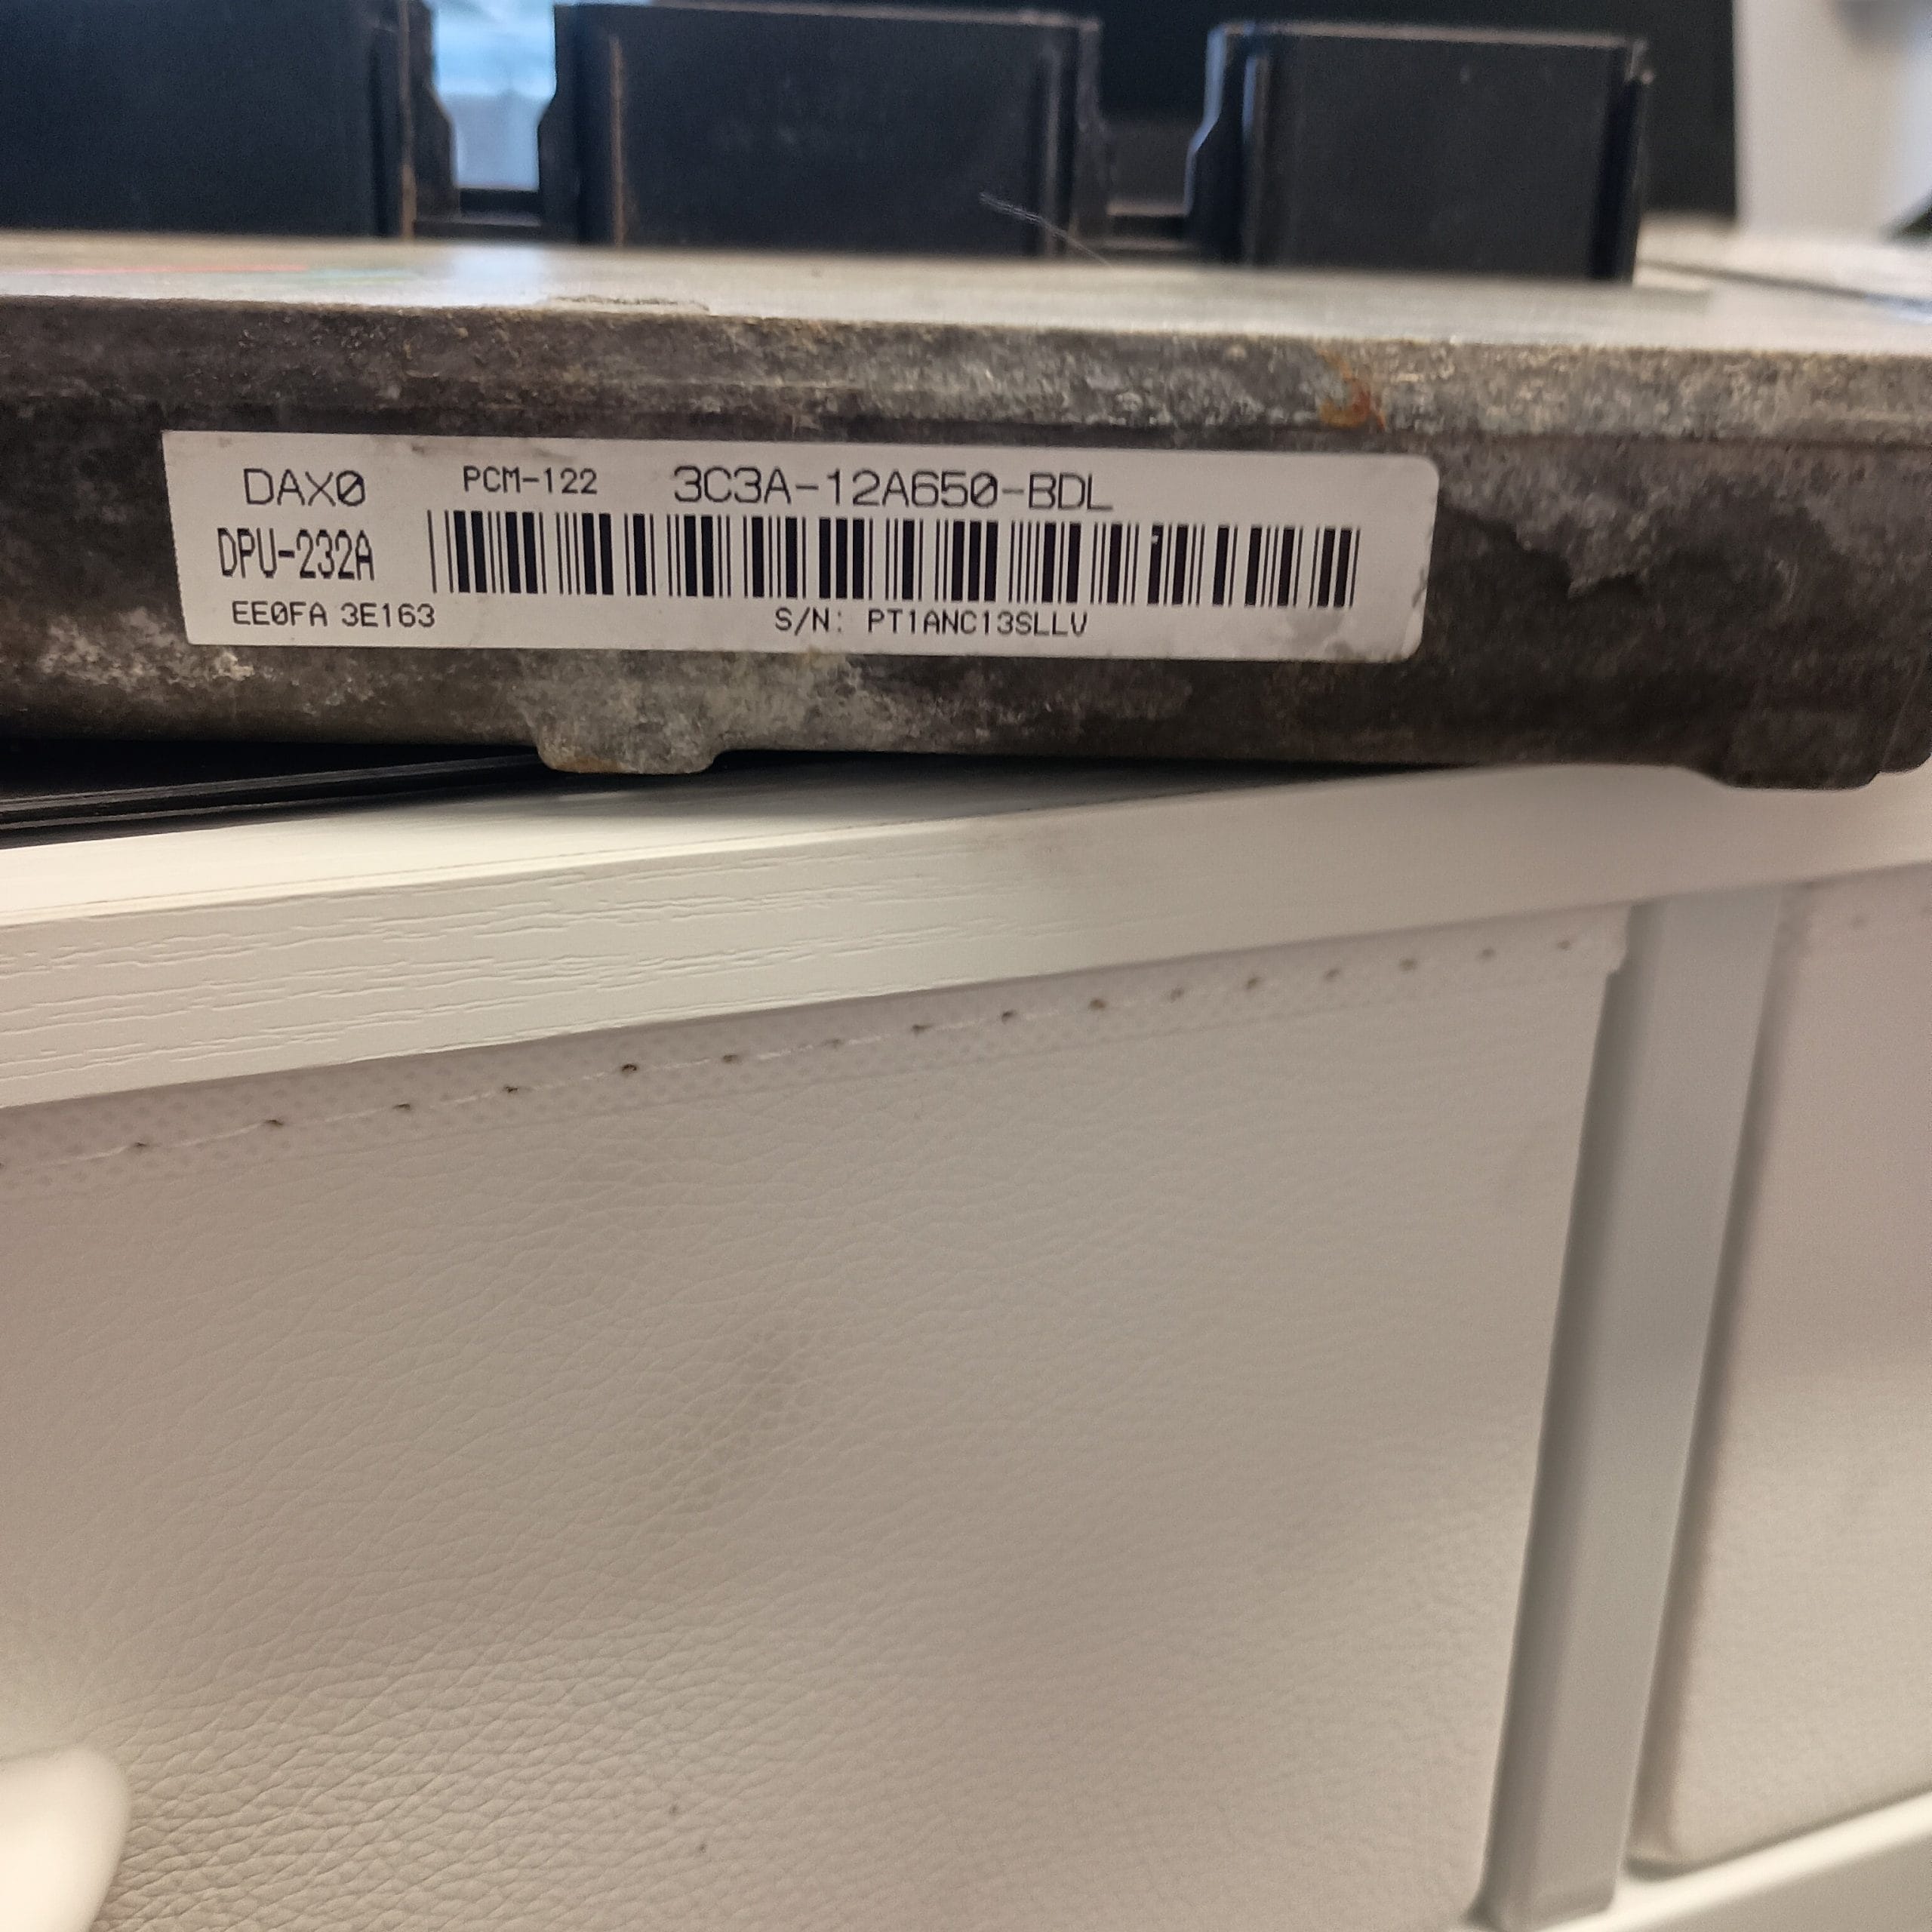 DAX0 PCM-122 3C3A-12A650-BDL
DPU-232A
EE0FA 3E163 S/N: PT1ANC13SLLV